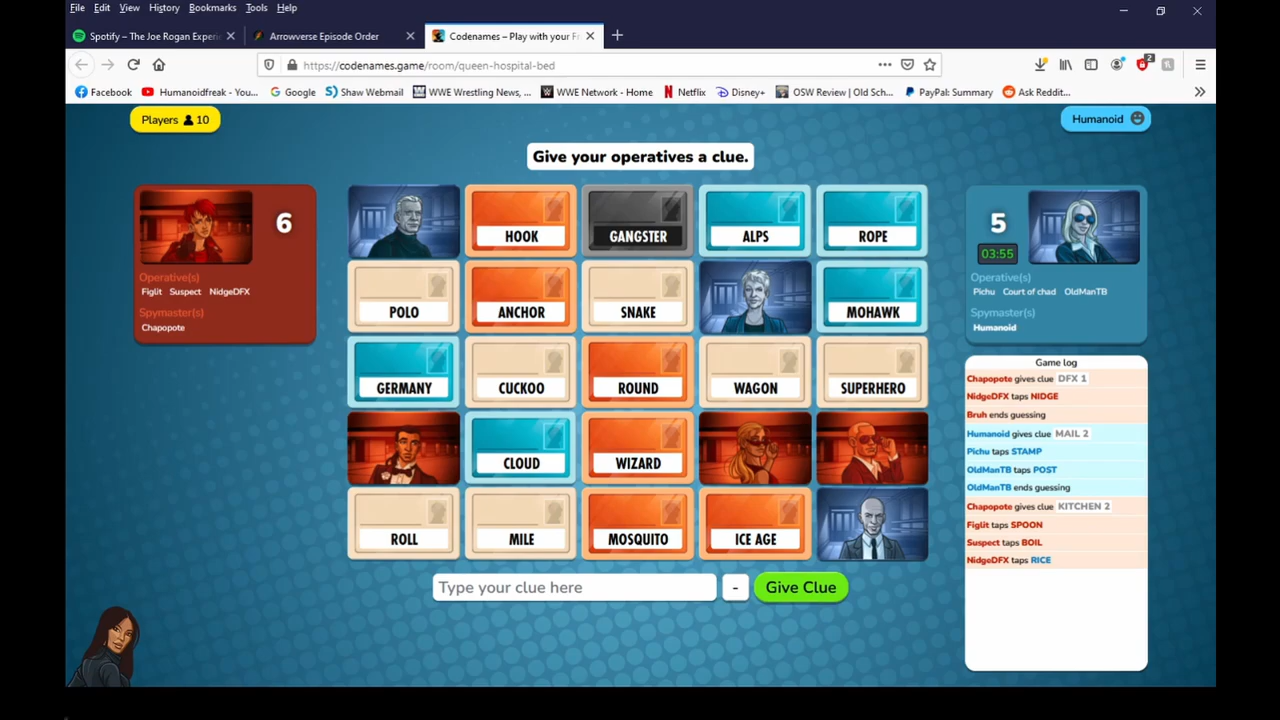 File Edit View History Bookmarks Tools Help
Spotify – The Joe Rogan Experi
Arrowverse Episode Order
Codenames – Play with your Fr
https://codenames.game/room/queen-hospital-bed
2
Facebook Humanoidfreak - You... Google Shaw Webmail WWE Wrestling News, ... WWE Network - Home Netflix Disney+ OSW Review | Old Sch... PayPal: Summary Ask Reddit...
Players 10
Humanoid
Give your operatives a clue.
6
Operative(s)
Figlit Suspect NidgeDFX
Spymaster(s)
Chapopote
HOOK GANGSTER ALPS ROPE
POLO ANCHOR SNAKE MOHAWK
GERMANY CUCKOO ROUND WAGON SUPERHERO
CLOUD WIZARD
ROLL MILE MOSQUITO ICE AGE
5
03:55
Operative(s)
Pichu Court of chad OldManTB
Spymaster(s)
Humanoid
Game log
Chapopote gives clue DFX 1
NidgeDFX taps NIDGE
Bruh ends guessing
Humanoid gives clue MAIL 2
Pichu taps STAMP
OldManTB taps POST
OldManTB ends guessing
Chapopote gives clue KITCHEN 2
Figlit taps SPOON
Suspect taps BOIL
NidgeDFX taps RICE
Type your clue here
-
Give Clue